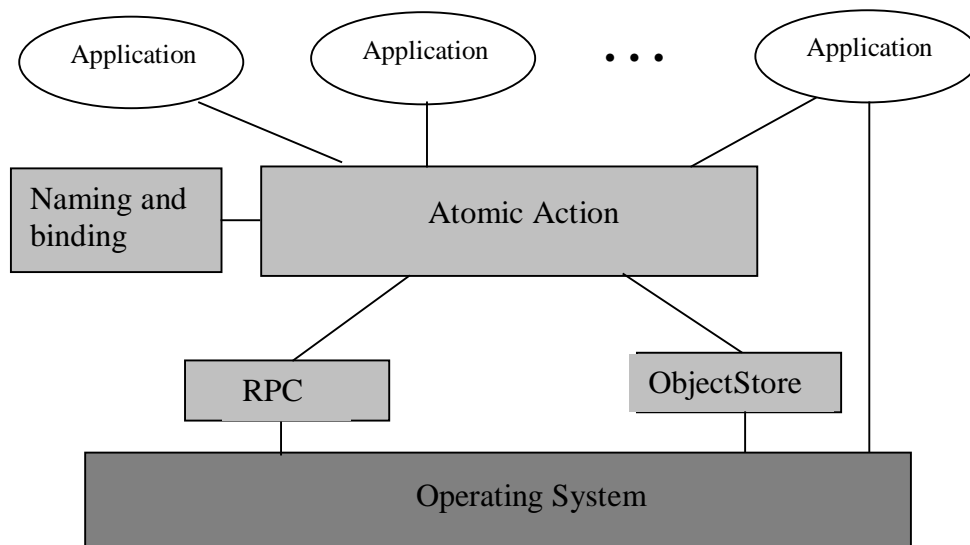 Application
Application
• • •
Application
Naming and
binding
Atomic Action
RPC
ObjectStore
Operating System